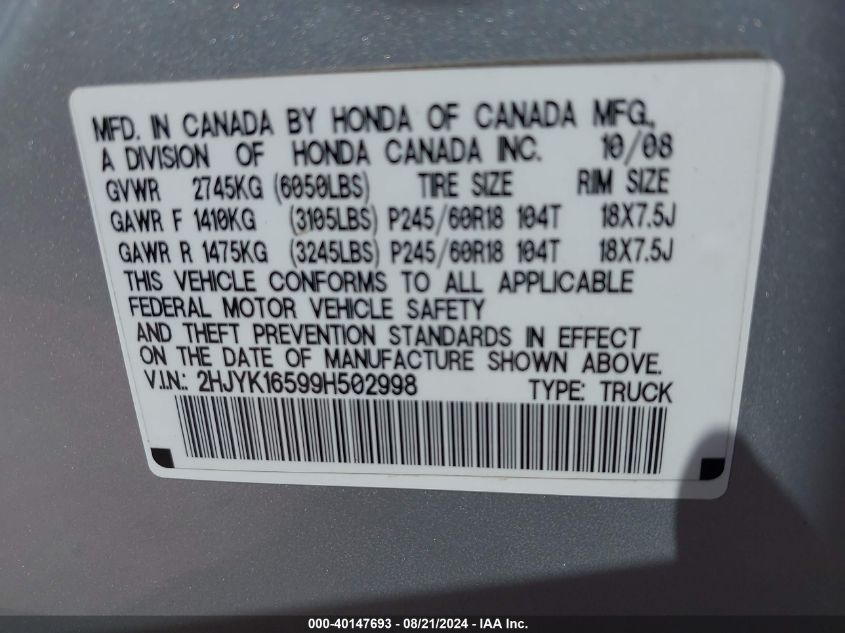 MFD. IN CANADA BY HONDA OF CANADA MFG.,
A DIVISION OF HONDA CANADA INC. 10/08
GVWR 2745KG (6050LBS) TIRE SIZE RIM SIZE
GAWR F 1410KG (3105LBS) P245/60R18 104T 18X7.5J
GAWR R 1475KG (3245LBS) P245/60R18 104T 18X7.5J
THIS VEHICLE CONFORMS TO ALL APPLICABLE
FEDERAL MOTOR VEHICLE SAFETY
AND THEFT PREVENTION STANDARDS IN EFFECT
ON THE DATE OF MANUFACTURE SHOWN ABOVE.
V.I.N.: 2HJYK16599H502998 TYPE: TRUCK
000-40147693 - 08/21/2024 - IAA Inc.